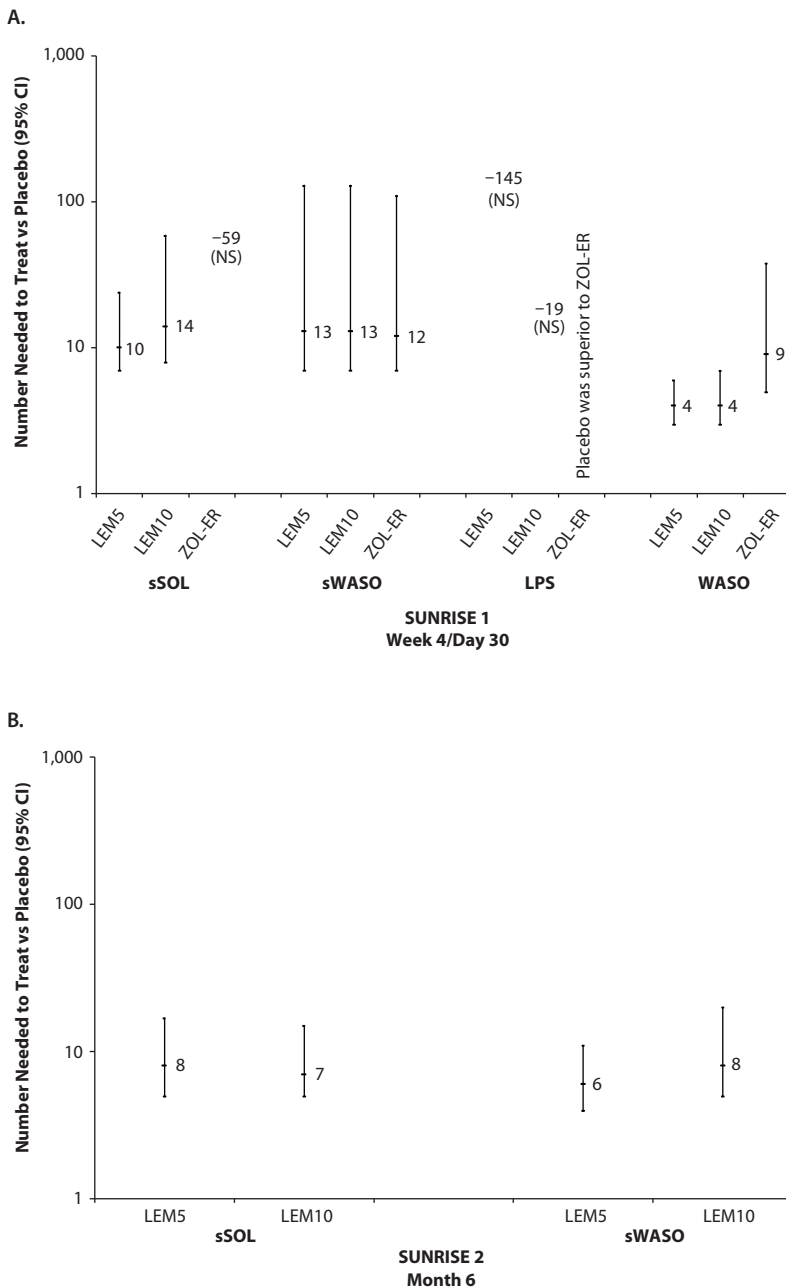 A.
Number Needed to Treat vs Placebo (95% CI)
1,000
100
10
1
10
14
−59
(NS)
13
13
12
−145
(NS)
−19
(NS)
Placebo was superior to ZOL-ER
4
4
9
LEM5
LEM10
ZOL-ER
LEM5
LEM10
ZOL-ER
LEM5
LEM10
ZOL-ER
LEM5
LEM10
ZOL-ER
sSOL
sWASO
LPS
WASO
SUNRISE 1
Week 4/Day 30
B.
Number Needed to Treat vs Placebo (95% CI)
1,000
100
10
1
8
7
6
8
LEM5
LEM10
LEM5
LEM10
sSOL
sWASO
SUNRISE 2
Month 6